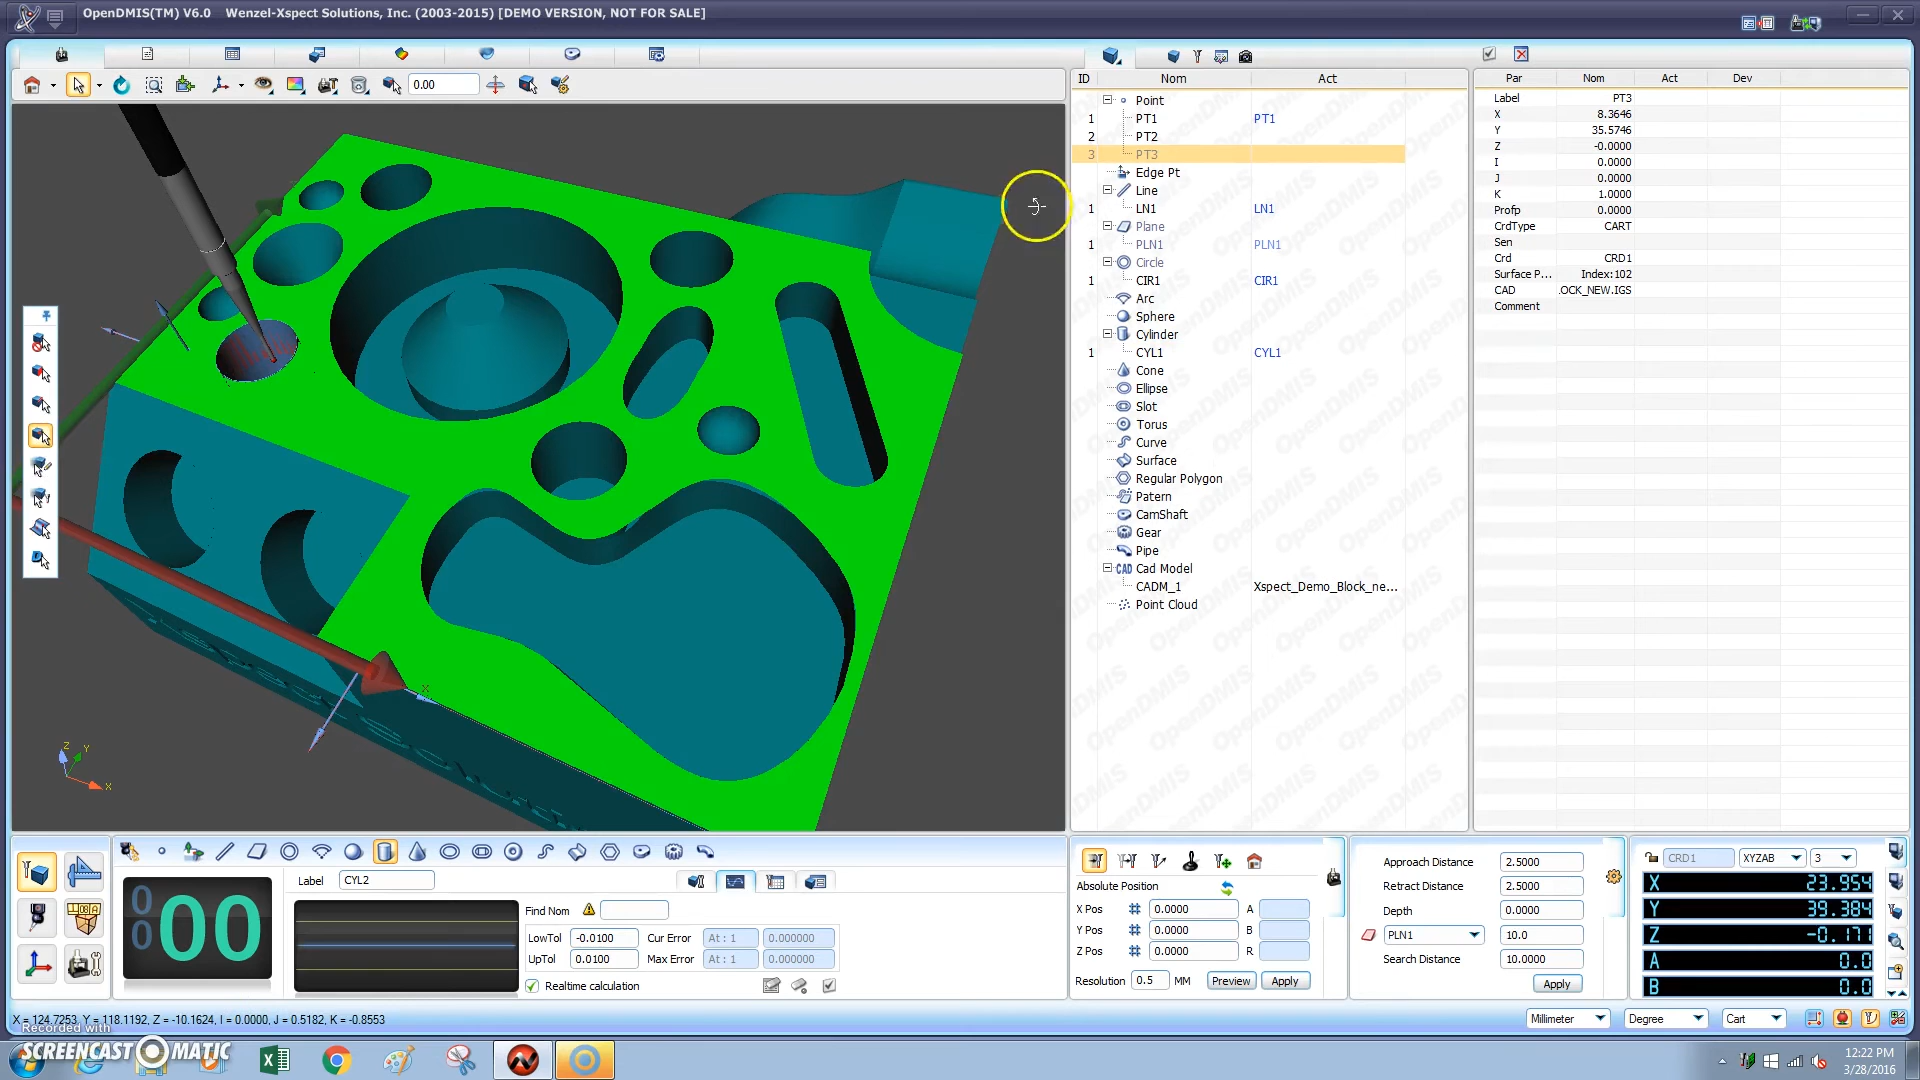 OpenDMIS(TM) V6.0 Wenzel-Xspect Solutions, Inc. (2003-2015) [DEMO VERSION, NOT FOR SALE]
0.00
ID Nom Act
Point
1 PT1 PT1
2 PT2
3 PT3
Edge Pt
Line
1 LN1 LN1
Plane
1 PLN1 PLN1
Circle
1 CIR1 CIR1
Arc
Sphere
Cylinder
1 CYL1 CYL1
Cone
Ellipse
Slot
Torus
Curve
Surface
Regular Polygon
Patern
CamShaft
Gear
Pipe
CAD Cad Model
CADM_1 Xspect_Demo_Block_ne...
Point Cloud
Par Nom Act Dev
Label PT3
X 8.3646
Y 35.5746
Z -0.0000
I 0.0000
J 0.0000
K 1.0000
Profp 0.0000
CrdType CART
Sen
Crd CRD1
Surface P... Index:102
CAD .OCK_NEW.IGS
Comment
X
Z Y X
0 0 00
Label CYL2
Find Nom
LowTol -0.0100 Cur Error At : 1 0.000000
UpTol 0.0100 Max Error At : 1 0.000000
Realtime calculation
Absolute Position
X Pos 0.0000 A
Y Pos 0.0000 B
Z Pos 0.0000 R
Resolution 0.5 MM Preview Apply
Approach Distance 2.5000
Retract Distance 2.5000
Depth 0.0000
PLN1 10.0
Search Distance 10.0000
Apply
CRD1 XYZAB 3
X 23.954
Y 39.384
Z -0.171
A 0.0
B 0.0
X = 124.7253, Y = 118.1192, Z = -10.1624, I = 0.0000, J = 0.5182, K = -0.8553
Millimeter Degree Cart
Recorded with
SCREENCAST MATIC
12:22 PM
3/28/2016